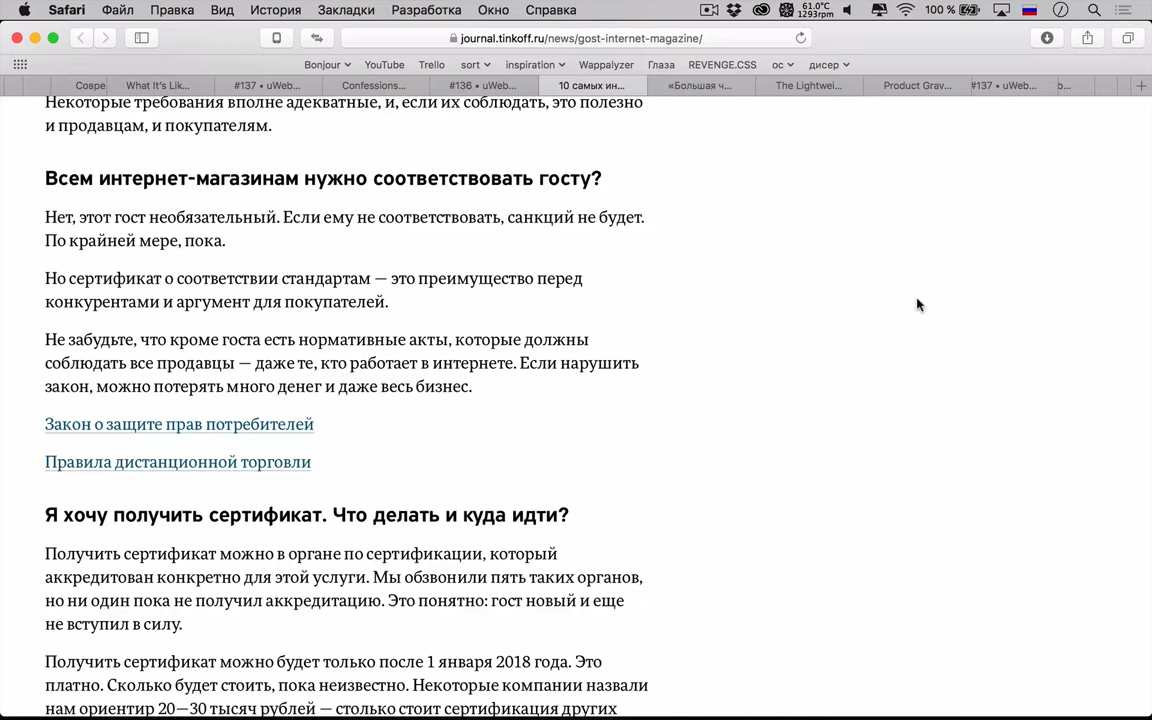 Safari Файл Правка Вид История Закладки Разработка Окно Справка 61.0°C 1293rpm 100 %
journal.tinkoff.ru/news/gost-internet-magazine/
Bonjour YouTube Trello sort inspiration Wappalyzer Глаза REVENGE.CSS ос дисер
Совре What It's Lik... #137 • uWeb... Confessions... #136 • uWeb... 10 самых ин... «Большая ч... The Lightwei... Product Grav... #137 • uWeb... b...
Некоторые требования вполне адекватные, и, если их соблюдать, это полезно
и продавцам, и покупателям.
Всем интернет-магазинам нужно соответствовать госту?
Нет, этот гост необязательный. Если ему не соответствовать, санкций не будет.
По крайней мере, пока.
Но сертификат о соответствии стандартам — это преимущество перед
конкурентами и аргумент для покупателей.
Не забудьте, что кроме госта есть нормативные акты, которые должны
соблюдать все продавцы — даже те, кто работает в интернете. Если нарушить
закон, можно потерять много денег и даже весь бизнес.
Закон о защите прав потребителей
Правила дистанционной торговли
Я хочу получить сертификат. Что делать и куда идти?
Получить сертификат можно в органе по сертификации, который
аккредитован конкретно для этой услуги. Мы обзвонили пять таких органов,
но ни один пока не получил аккредитацию. Это понятно: гост новый и еще
не вступил в силу.
Получить сертификат можно будет только после 1 января 2018 года. Это
платно. Сколько будет стоить, пока неизвестно. Некоторые компании назвали
нам ориентир 20—30 тысяч рублей — столько стоит сертификация других